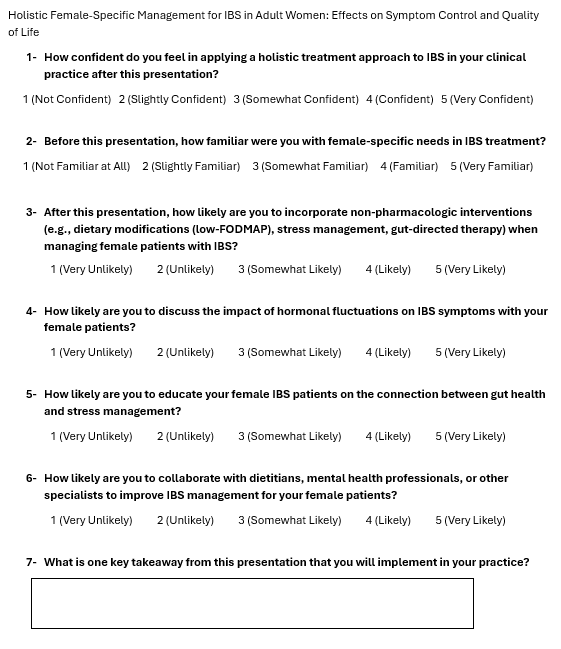 Holistic Female-Specific Management for IBS in Adult Women: Effects on Symptom Control and Quality
of Life
1- How confident do you feel in applying a holistic treatment approach to IBS in your clinical
practice after this presentation?
1 (Not Confident) 2 (Slightly Confident) 3 (Somewhat Confident) 4 (Confident) 5 (Very Confident)
2- Before this presentation, how familiar were you with female-specific needs in IBS treatment?
1 (Not Familiar at All) 2 (Slightly Familiar) 3 (Somewhat Familiar) 4 (Familiar) 5 (Very Familiar)
3- After this presentation, how likely are you to incorporate non-pharmacologic interventions
(e.g., dietary modifications (low-FODMAP), stress management, gut-directed therapy) when
managing female patients with IBS?
1 (Very Unlikely) 2 (Unlikely) 3 (Somewhat Likely) 4 (Likely) 5 (Very Likely)
4- How likely are you to discuss the impact of hormonal fluctuations on IBS symptoms with your
female patients?
1 (Very Unlikely) 2 (Unlikely) 3 (Somewhat Likely) 4 (Likely) 5 (Very Likely)
5- How likely are you to educate your female IBS patients on the connection between gut health
and stress management?
1 (Very Unlikely) 2 (Unlikely) 3 (Somewhat Likely) 4 (Likely) 5 (Very Likely)
6- How likely are you to collaborate with dietitians, mental health professionals, or other
specialists to improve IBS management for your female patients?
1 (Very Unlikely) 2 (Unlikely) 3 (Somewhat Likely) 4 (Likely) 5 (Very Likely)
7- What is one key takeaway from this presentation that you will implement in your practice?